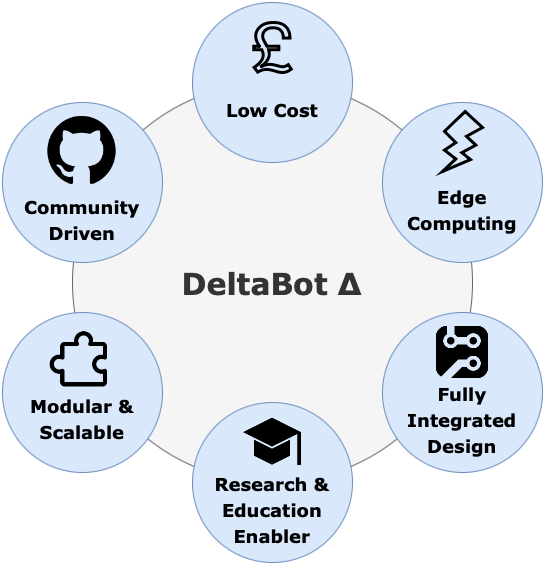 £
Low Cost
Edge
Computing
Fully
Integrated
Design
Research &
Education
Enabler
Modular &
Scalable
Community
Driven
DeltaBot Δ